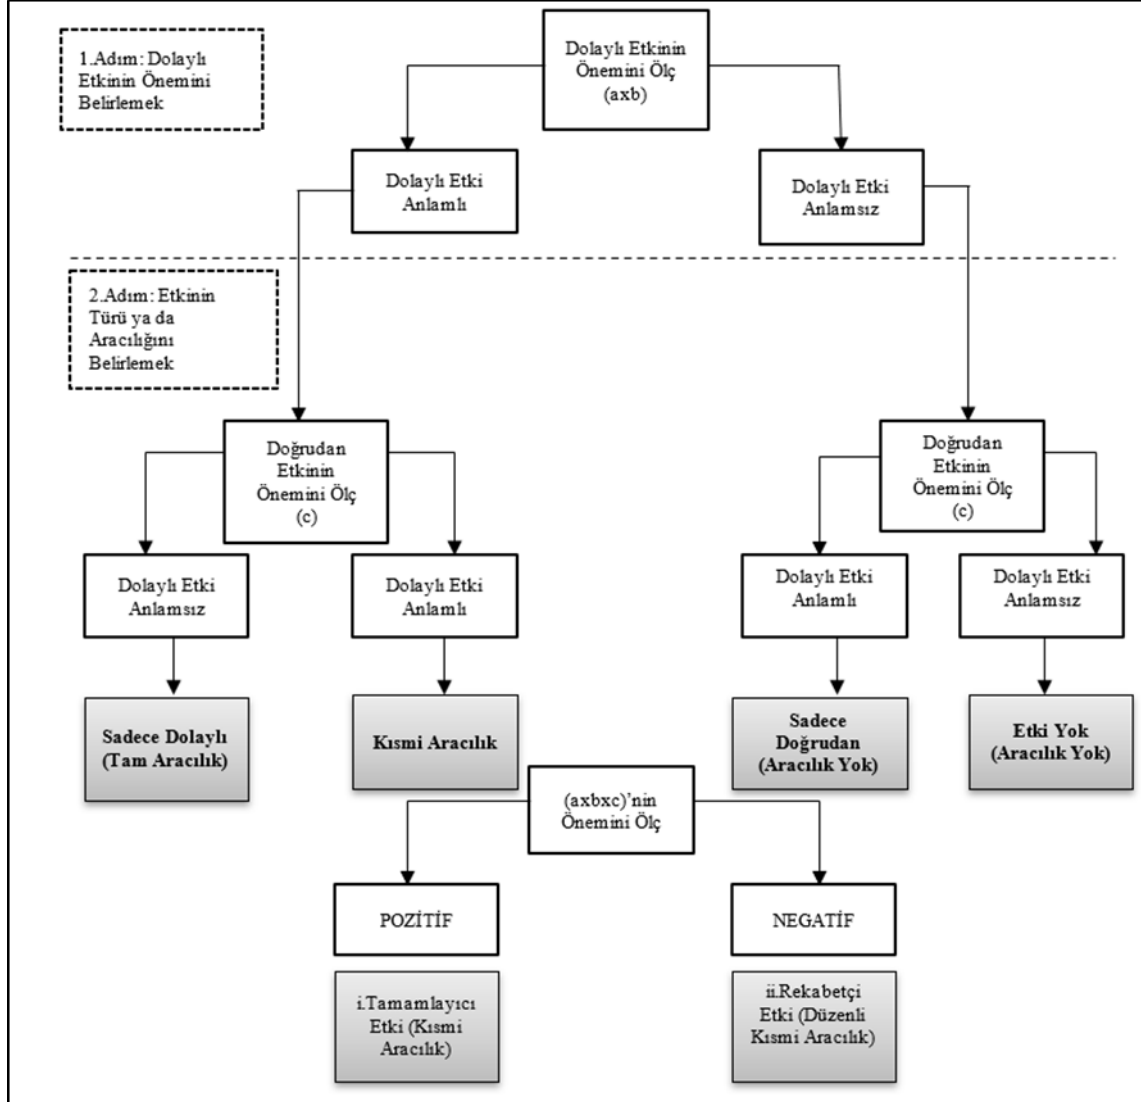 1.Adım: Dolaylı
Etkinin Önemini
Belirlemek
Dolaylı Etkinin
Önemini Ölç
(axb)
Dolaylı Etki
Anlamlı
Dolaylı Etki
Anlamsız
2.Adım: Etkinin
Türü ya da
Aracılığını
Belirlemek
Doğrudan
Etkinin
Önemini Ölç
(c)
Doğrudan
Etkinin
Önemini Ölç
(c)
Dolaylı Etki
Anlamsız
Dolaylı Etki
Anlamlı
Dolaylı Etki
Anlamlı
Dolaylı Etki
Anlamsız
Sadece Dolaylı
(Tam Aracılık)
Kısmi Aracılık
Sadece
Doğrudan
(Aracılık Yok)
Etki Yok
(Aracılık Yok)
(axbxc)’nin
Önemini Ölç
POZİTİF
NEGATİF
i.Tamamlayıcı
Etki (Kısmi
Aracılık)
ii.Rekabetçi
Etki (Düzenli
Kısmi Aracılık)